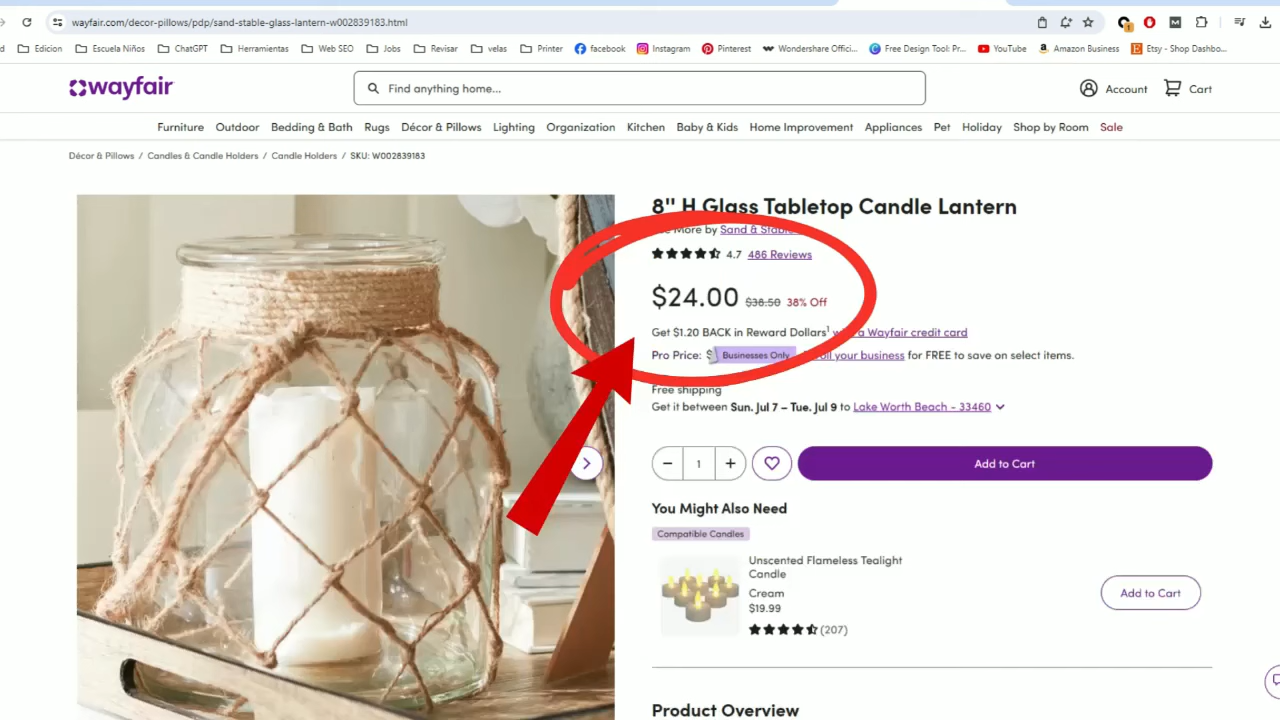 wayfair.com/decor-pillows/pdp/sand-stable-glass-lantern-w002839183.html
Edicion Escuela Niños ChatGPT Herramientas Web SEO Jobs Revisar velas Printer facebook Instagram Pinterest Wondershare Offici... Free Design Tool: Pr... YouTube Amazon Business Etsy - Shop Dashbo...
wayfair
Find anything home...
Account
Cart
Furniture Outdoor Bedding & Bath Rugs Décor & Pillows Lighting Organization Kitchen Baby & Kids Home Improvement Appliances Pet Holiday Shop by Room Sale
Décor & Pillows / Candles & Candle Holders / Candle Holders / SKU: W002839183
8'' H Glass Tabletop Candle Lantern
More by Sand & Stable
4.7 486 Reviews
$24.00 $38.50 38% Off
Get $1.20 BACK in Reward Dollars¹ a Wayfair credit card
Pro Price: $ Businesses Only your business for FREE to save on select items.
Free shipping
Get it between Sun. Jul 7 – Tue. Jul 9 to Lake Worth Beach - 33460
1
Add to Cart
You Might Also Need
Compatible Candles
Unscented Flameless Tealight
Candle
Cream
$19.99
(207)
Add to Cart
Product Overview